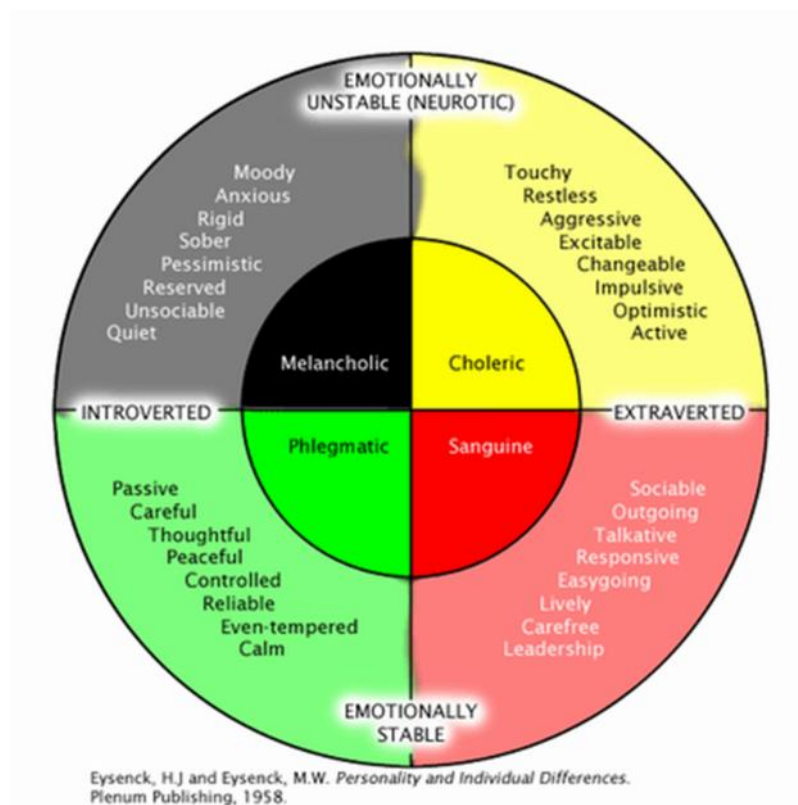 EMOTIONALLY
UNSTABLE (NEUROTIC)
Moody
Anxious
Rigid
Sober
Pessimistic
Reserved
Unsociable
Quiet
Touchy
Restless
Aggressive
Excitable
Changeable
Impulsive
Optimistic
Active
Melancholic
Choleric
INTROVERTED
EXTRAVERTED
Phlegmatic
Sanguine
Passive
Careful
Thoughtful
Peaceful
Controlled
Reliable
Even-tempered
Calm
Sociable
Outgoing
Talkative
Responsive
Easygoing
Lively
Carefree
Leadership
EMOTIONALLY
STABLE
Eysenck, H.J and Eysenck, M.W. Personality and Individual Differences.
Plenum Publishing, 1958.